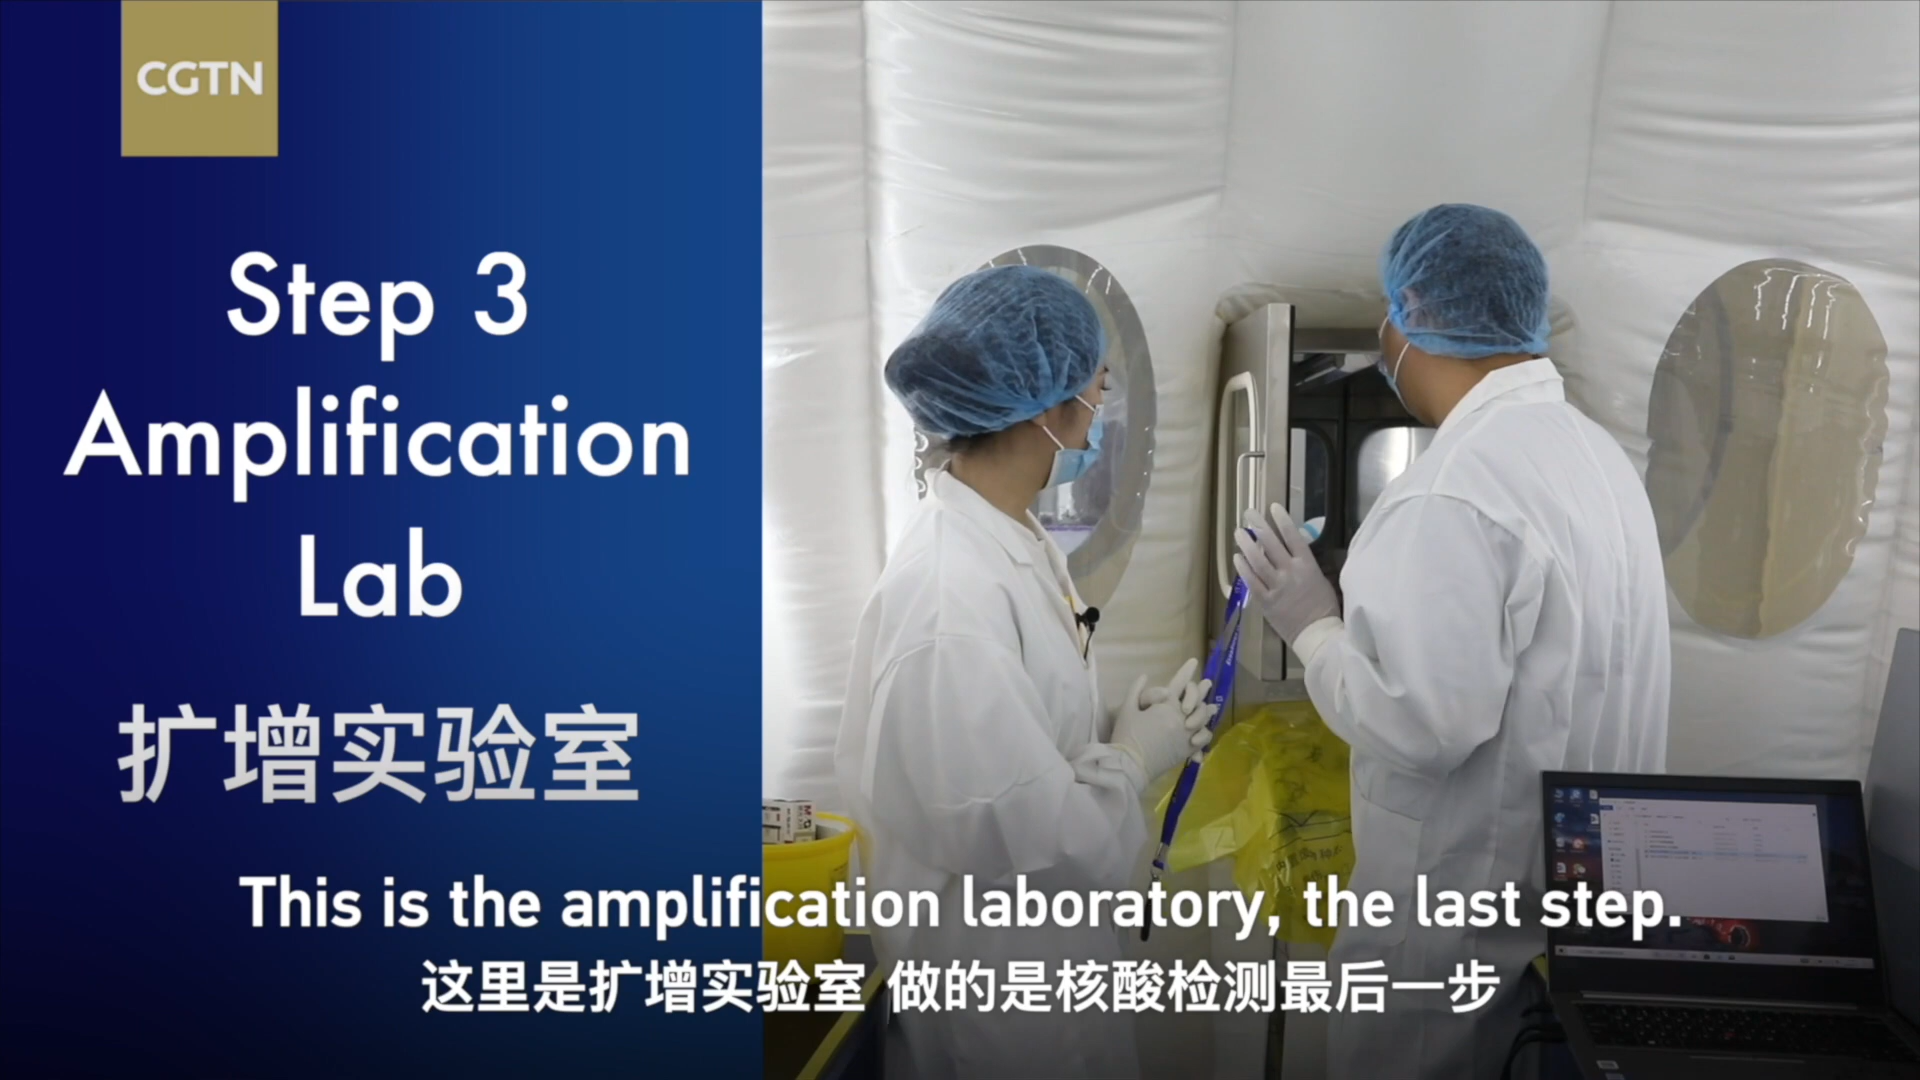 CGTN
Step 3
Amplification
Lab
扩增实验室
This is the amplification laboratory, the last step.
这里是扩增实验室 做的是核酸检测最后一步